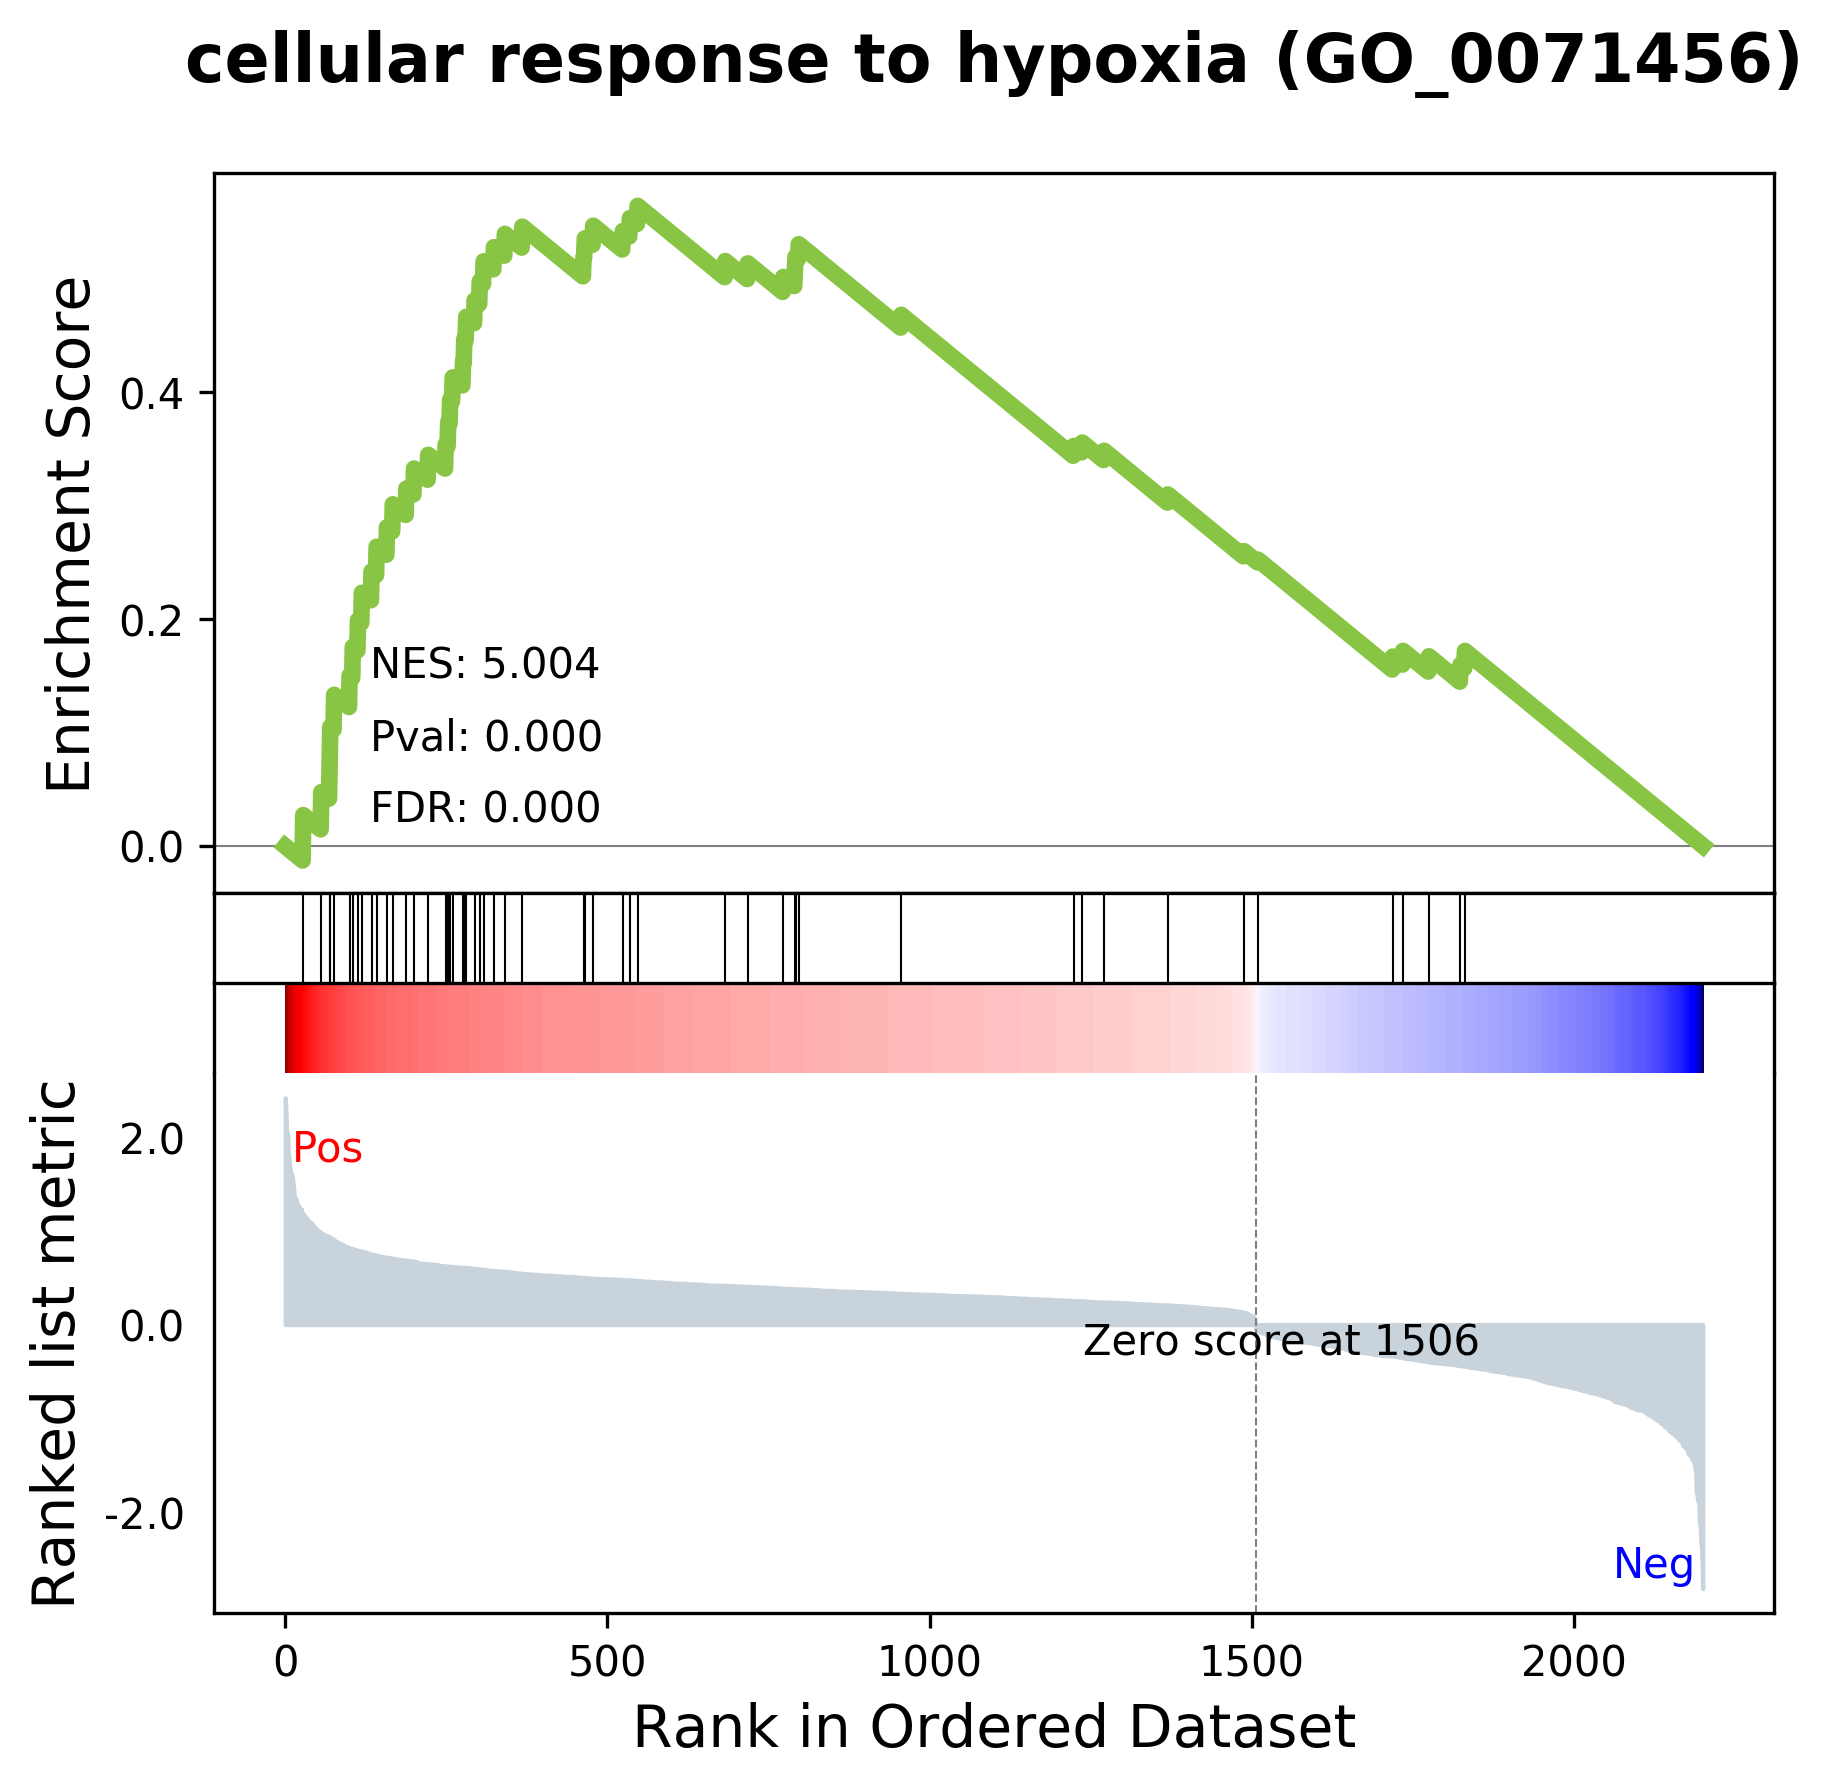 cellular response to hypoxia (GO_0071456)
Enrichment Score
0.4
0.2
0.0
NES: 5.004
Pval: 0.000
FDR: 0.000
Ranked list metric
2.0
0.0
-2.0
Pos
Zero score at 1506
Neg
0 500 1000 1500 2000
Rank in Ordered Dataset